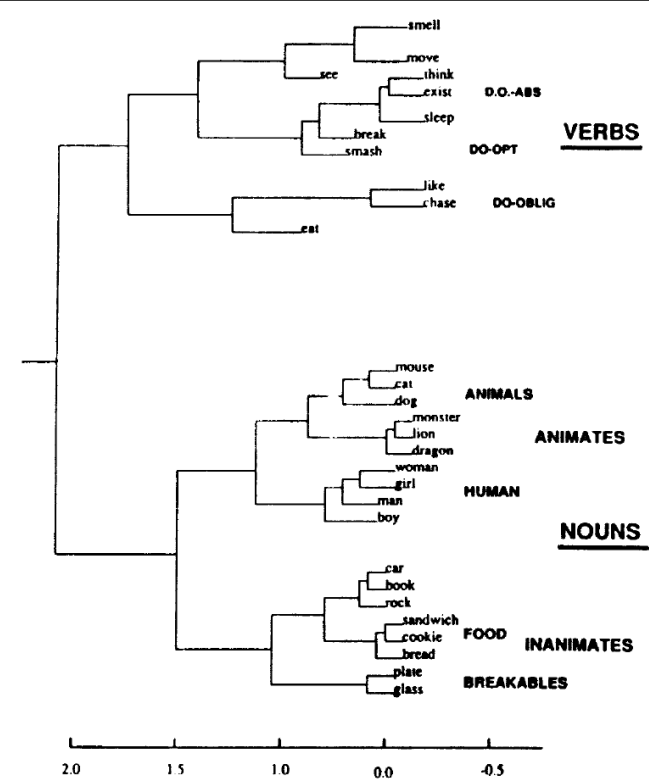 smell
move
see
think
exist D.O.-ABS
sleep
VERBS
break
smash DO-OPT
like
chase DO-OBLIG
eat
mouse
cat
ANIMALS
dog
monster
lion ANIMATES
dragon
woman
girl
HUMAN
man
boy
NOUNS
car
book
rock
sandwich
cookie FOOD INANIMATES
bread
plate
BREAKABLES
glass
2.0 1.5 1.0 0.0 -0.5